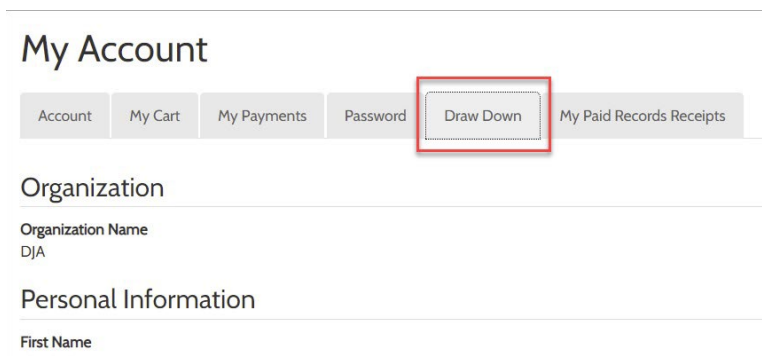 My Account
Account My Cart My Payments Password Draw Down My Paid Records Receipts
Organization
Organization Name
DJA
Personal Information
First Name